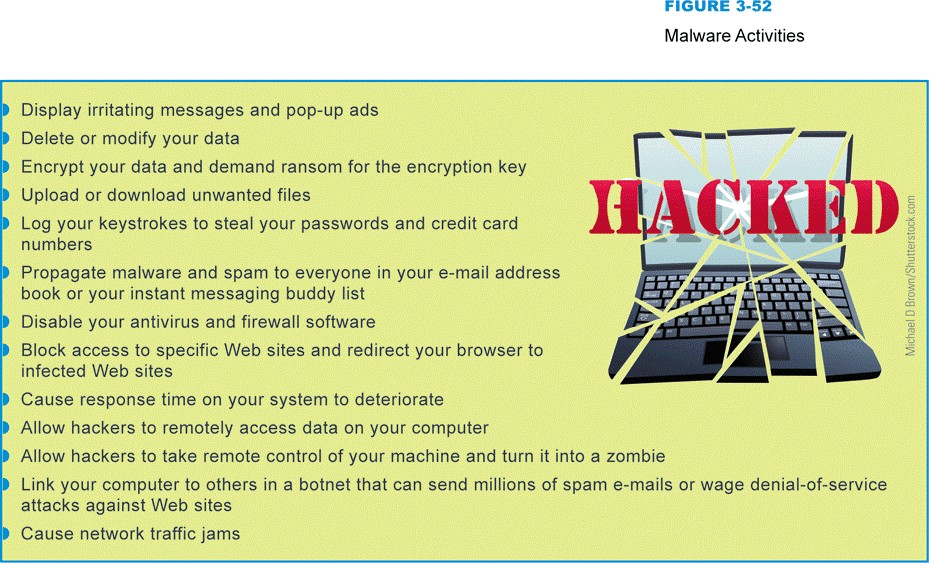 FIGURE 3-52
Malware Activities
Display irritating messages and pop-up ads
Delete or modify your data
Encrypt your data and demand ransom for the encryption key
Upload or download unwanted files
Log your keystrokes to steal your passwords and credit card
numbers
Propagate malware and spam to everyone in your e-mail address
book or your instant messaging buddy list
Disable your antivirus and firewall software
Block access to specific Web sites and redirect your browser to
infected Web sites
Cause response time on your system to deteriorate
Allow hackers to remotely access data on your computer
Allow hackers to take remote control of your machine and turn it into a zombie
Link your computer to others in a botnet that can send millions of spam e-mails or wage denial-of-service
attacks against Web sites
Cause network traffic jams
HACKED
Michael D Brown/Shutterstock.com